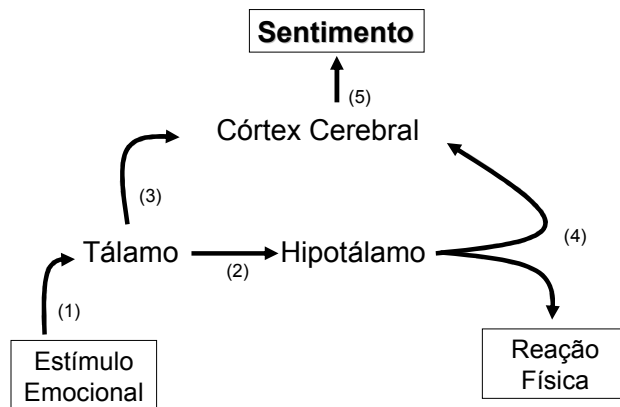 Sentimento
(5)
Córtex Cerebral
(3)
(4)
Tálamo
(2)
Hipotálamo
(1)
Estímulo
Emocional
Reação
Física